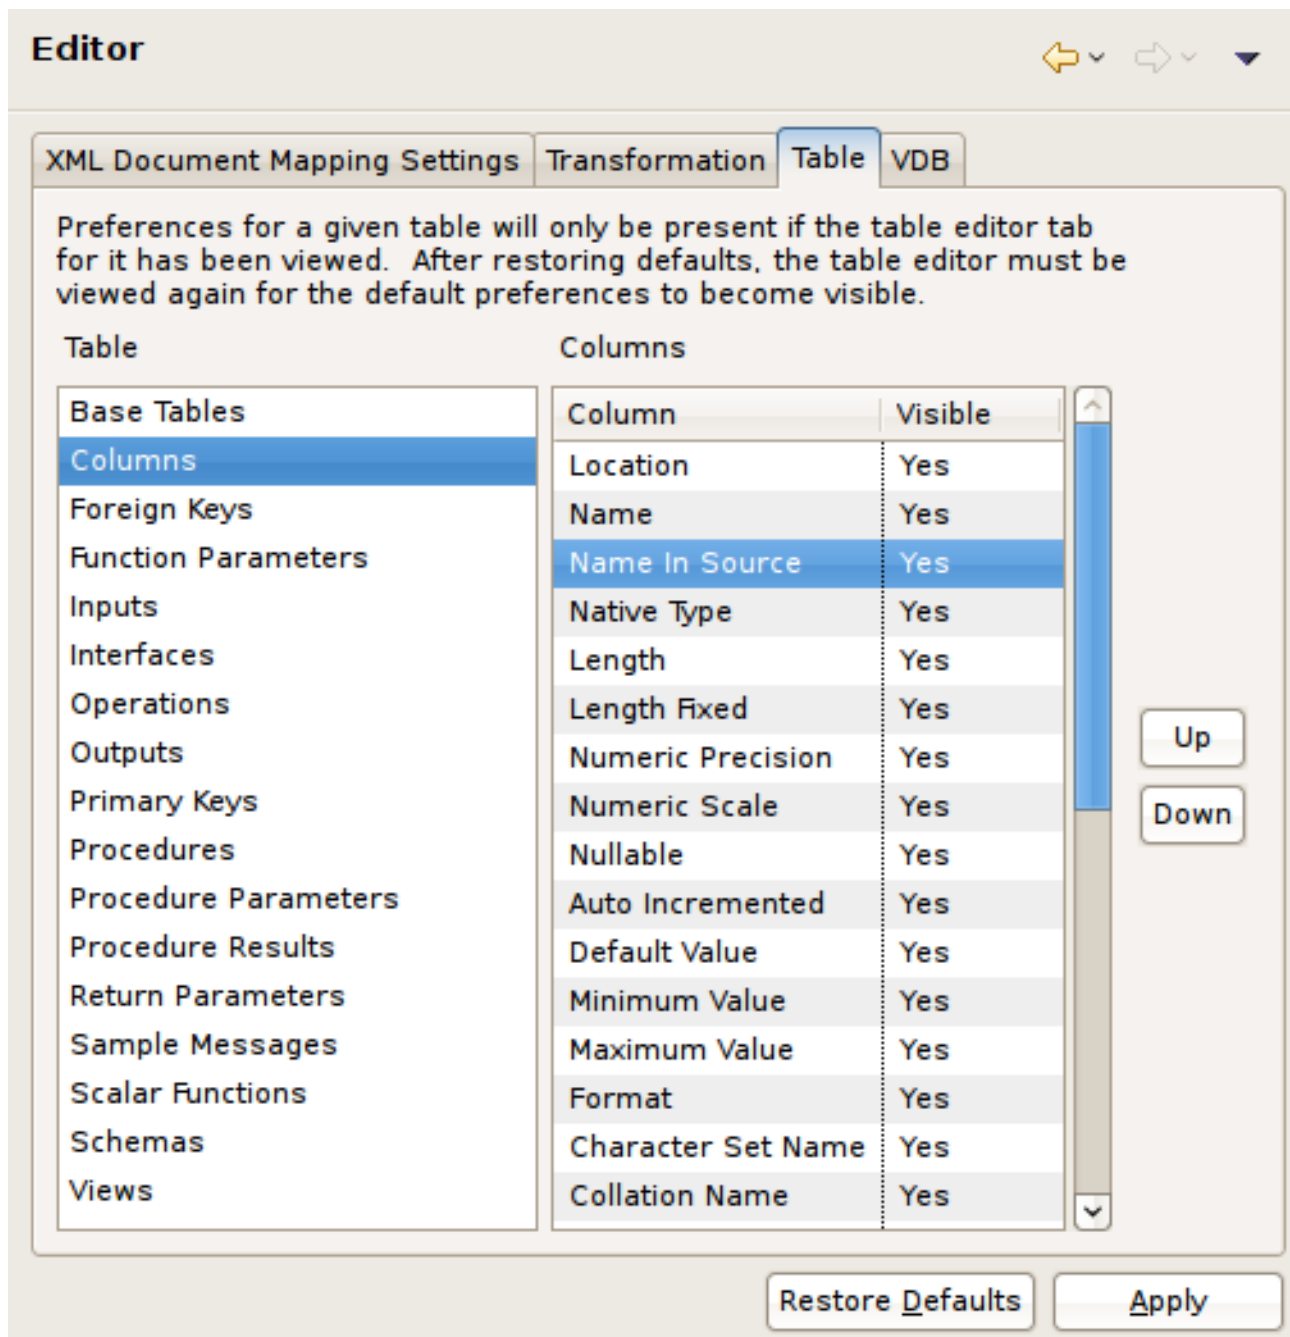 Editor
XML Document Mapping Settings Transformation Table VDB
Preferences for a given table will only be present if the table editor tab
for it has been viewed.  After restoring defaults, the table editor must be
viewed again for the default preferences to become visible.
Table Columns
Base Tables
Columns
Foreign Keys
Function Parameters
Inputs
Interfaces
Operations
Outputs
Primary Keys
Procedures
Procedure Parameters
Procedure Results
Return Parameters
Sample Messages
Scalar Functions
Schemas
Views
Column Visible
Location Yes
Name Yes
Name In Source Yes
Native Type Yes
Length Yes
Length Fixed Yes
Numeric Precision Yes
Numeric Scale Yes
Nullable Yes
Auto Incremented Yes
Default Value Yes
Minimum Value Yes
Maximum Value Yes
Format Yes
Character Set Name Yes
Collation Name Yes
Up
Down
Restore Defaults Apply